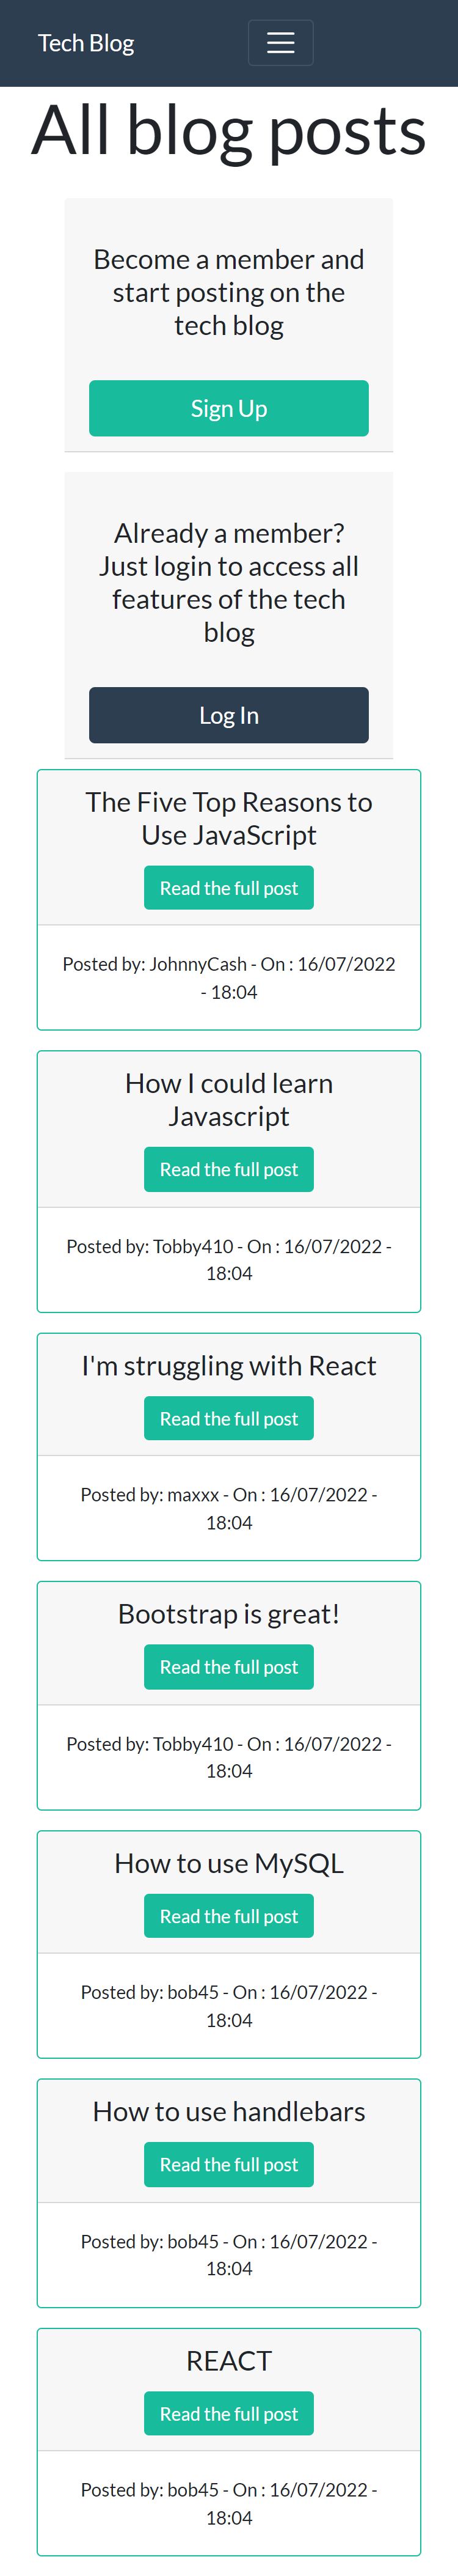 Tech Blog
All blog posts
Become a member and
start posting on the
tech blog
Sign Up
Already a member?
Just login to access all
features of the tech
blog
Log In
The Five Top Reasons to
Use JavaScript
Read the full post
Posted by: JohnnyCash - On : 16/07/2022
- 18:04
How I could learn
Javascript
Read the full post
Posted by: Tobby410 - On : 16/07/2022 -
18:04
I'm struggling with React
Read the full post
Posted by: maxxx - On : 16/07/2022 -
18:04
Bootstrap is great!
Read the full post
Posted by: Tobby410 - On : 16/07/2022 -
18:04
How to use MySQL
Read the full post
Posted by: bob45 - On : 16/07/2022 -
18:04
How to use handlebars
Read the full post
Posted by: bob45 - On : 16/07/2022 -
18:04
REACT
Read the full post
Posted by: bob45 - On : 16/07/2022 -
18:04